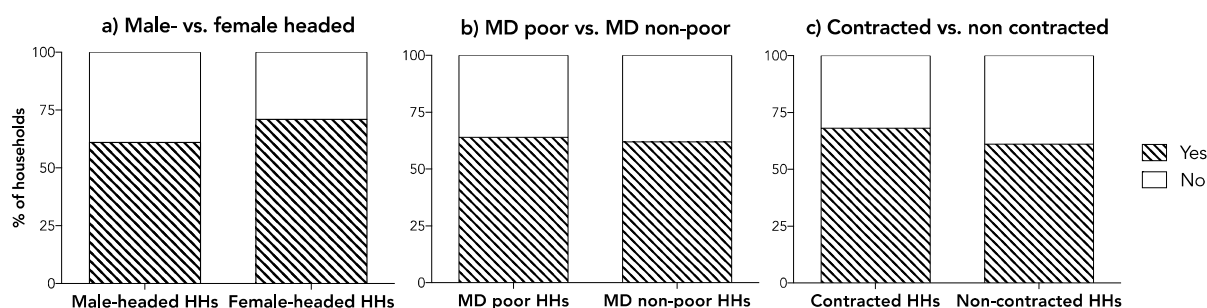 a) Male- vs. female headed
% of households
100
75
50
25
0
Male-headed HHs Female-headed HHs
b) MD poor vs. MD non-poor
100
75
50
25
0
MD poor HHs MD non-poor HHs
c) Contracted vs. non contracted
100
75
50
25
0
Contracted HHs Non-contracted HHs
Yes
No